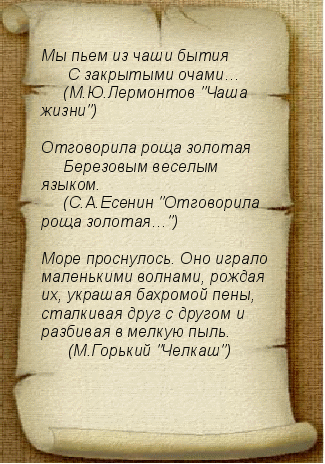 Мы пьем из чаши бытия
С закрытыми очами…
(М.Ю.Лермонтов "Чаша
жизни")
Отговорила роща золотая
Березовым веселым
языком.
(С.А.Есенин "Отговорила
роща золотая…")
Море проснулось. Оно играло
маленькими волнами, рождая
их, украшая бахромой пены,
сталкивая друг с другом и
разбивая в мелкую пыль.
(М.Горький "Челкаш")